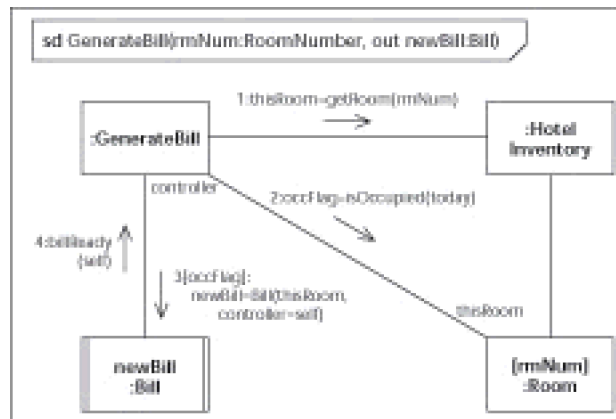 sd GenerateBill(rmNum:RoomNumber, out newBill:Bill)
1:thisRoom=getRoom(rmNum)
:GenerateBill
:Hotel
Inventory
controller
2:occFlag=isOccupied(today)
4:billReady
(self)
3[occFlag]:
newBill=Bill(thisRoom,
controller=self)
thisRoom
newBill
:Bill
[rmNum]
:Room